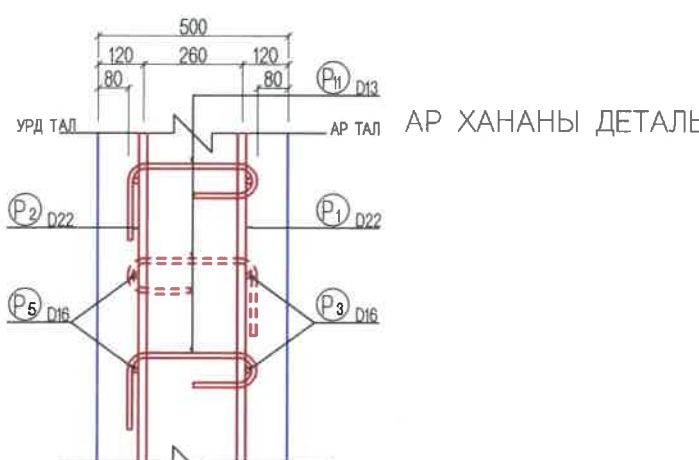 500
120 260 120
80 80
P11 D13
УРД ТАЛ АР ТАЛ АР ХАНАНЫ ДЕТАЛЬ
P2 D22 P1 D22
P5 D16 P3 D16